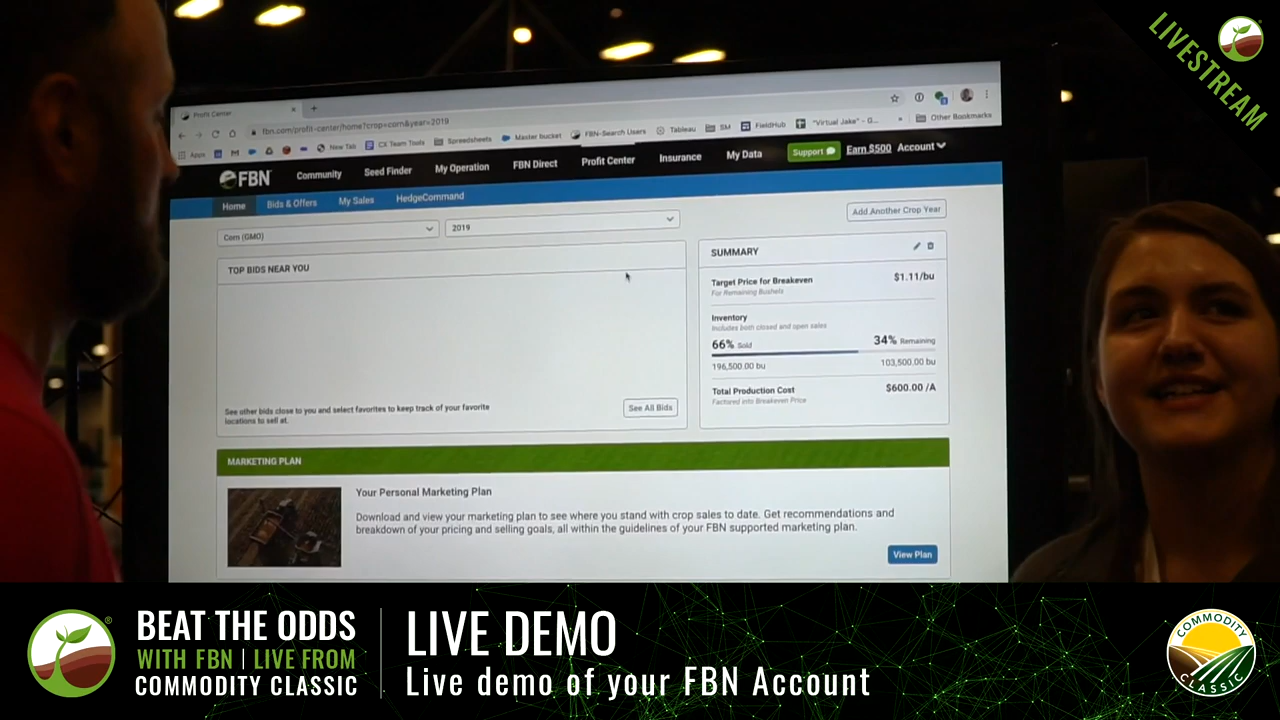 LIVESTREAM
Profit Center
fbn.com/profit-center/home?crop=corn&year=2019
Apps
New Tab
CX Team Tools
Spreadsheets
Master bucket
FBN-Search Users
Tableau
SM
FieldHub
"Virtual Jake" - G...
Other Bookmarks
FBN
Community
Seed Finder
My Operation
FBN Direct
Profit Center
Insurance
My Data
Support
Earn $500
Account
Home
Bids & Offers
My Sales
HedgeCommand
Corn (GMO)
2019
Add Another Crop Year
TOP BIDS NEAR YOU
See other bids close to you and select favorites to keep track of your favorite
locations to sell at.
See All Bids
SUMMARY
Target Price for Breakeven
$1.11/bu
For Remaining Bushels
Inventory
Includes both closed and open sales
66% Sold
34% Remaining
196,500.00 bu
103,500.00 bu
Total Production Cost
$600.00 /A
Factored into Breakeven Price
MARKETING PLAN
Your Personal Marketing Plan
Download and view your marketing plan to see where you stand with crop sales to date. Get recommendations and
breakdown of your pricing and selling goals, all within the guidelines of your FBN supported marketing plan.
View Plan
BEAT THE ODDS
WITH FBN | LIVE FROM
COMMODITY CLASSIC
LIVE DEMO
Live demo of your FBN Account
COMMODITY
CLASSIC